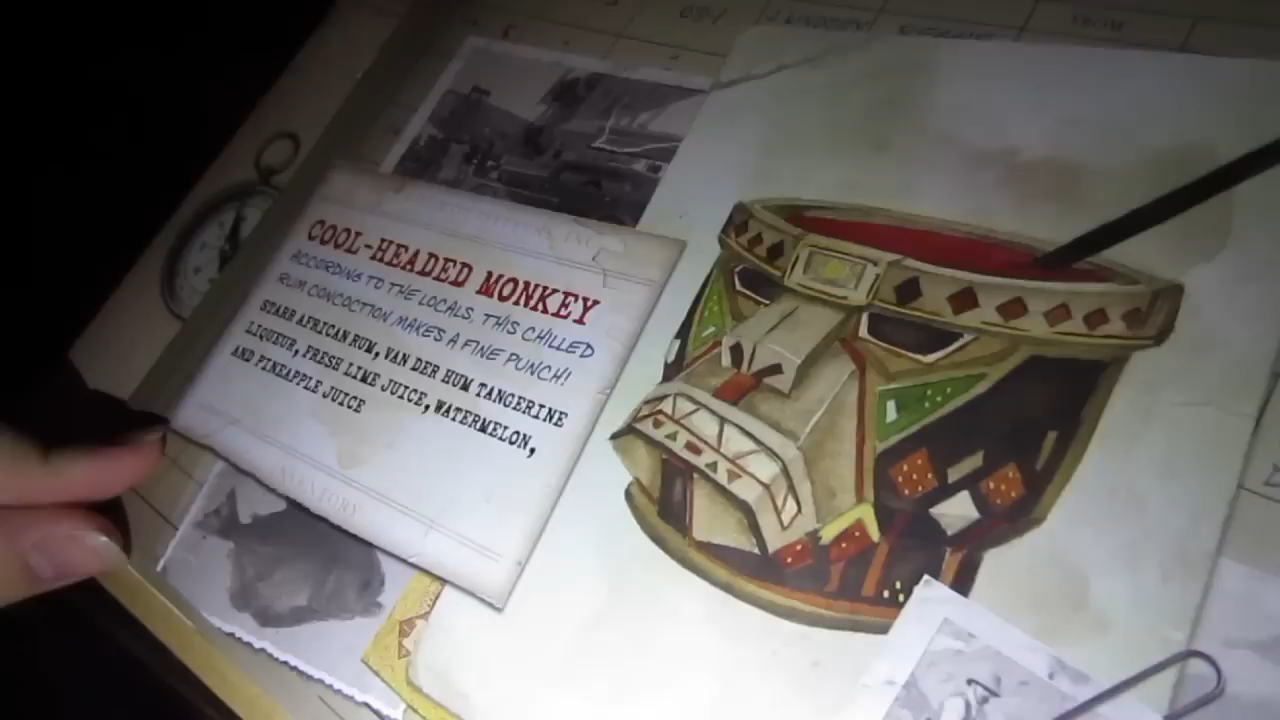 COOL-HEADED MONKEY
ACCORDING TO THE LOCALS, THIS CHILLED
RUM CONCOCTION MAKES A FINE PUNCH!
STARR AFRICAN RUM, VAN DER HUM TANGERINE
LIQUEUR, FRESH LIME JUICE, WATERMELON,
AND PINEAPPLE JUICE
INVENTORY